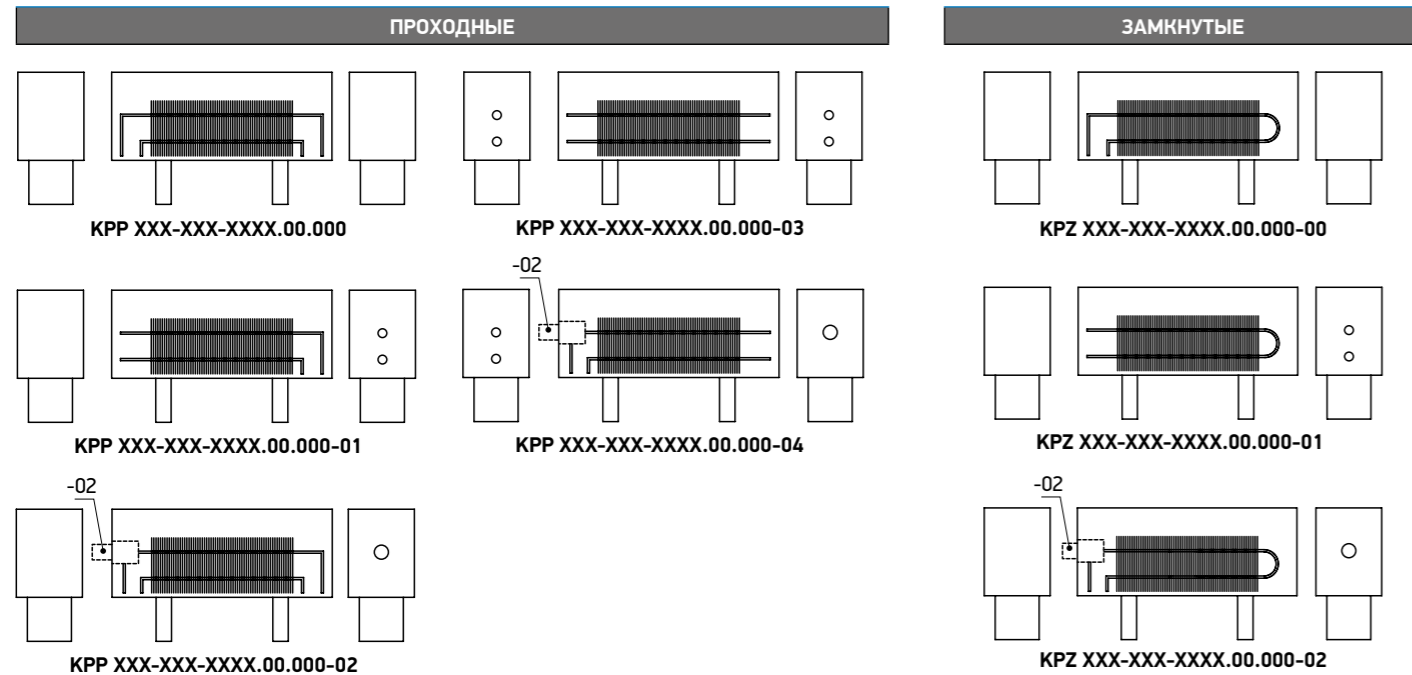 ПРОХОДНЫЕ
ЗАМКНУТЫЕ
KPP XXX-XXX-XXXX.00.000
KPP XXX-XXX-XXXX.00.000-03
KPZ XXX-XXX-XXXX.00.000-00
-02
KPP XXX-XXX-XXXX.00.000-01
KPP XXX-XXX-XXXX.00.000-04
KPZ XXX-XXX-XXXX.00.000-01
-02
-02
KPP XXX-XXX-XXXX.00.000-02
KPZ XXX-XXX-XXXX.00.000-02